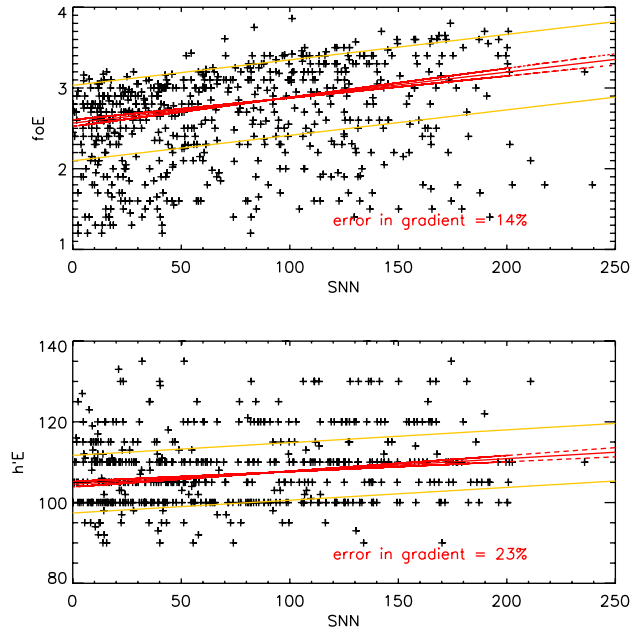 4
3
foE
2
error in gradient = 14%
1
0 50 100 150 200 250
SNN
140
120
h'E
100
error in gradient = 23%
80
0 50 100 150 200 250
SNN